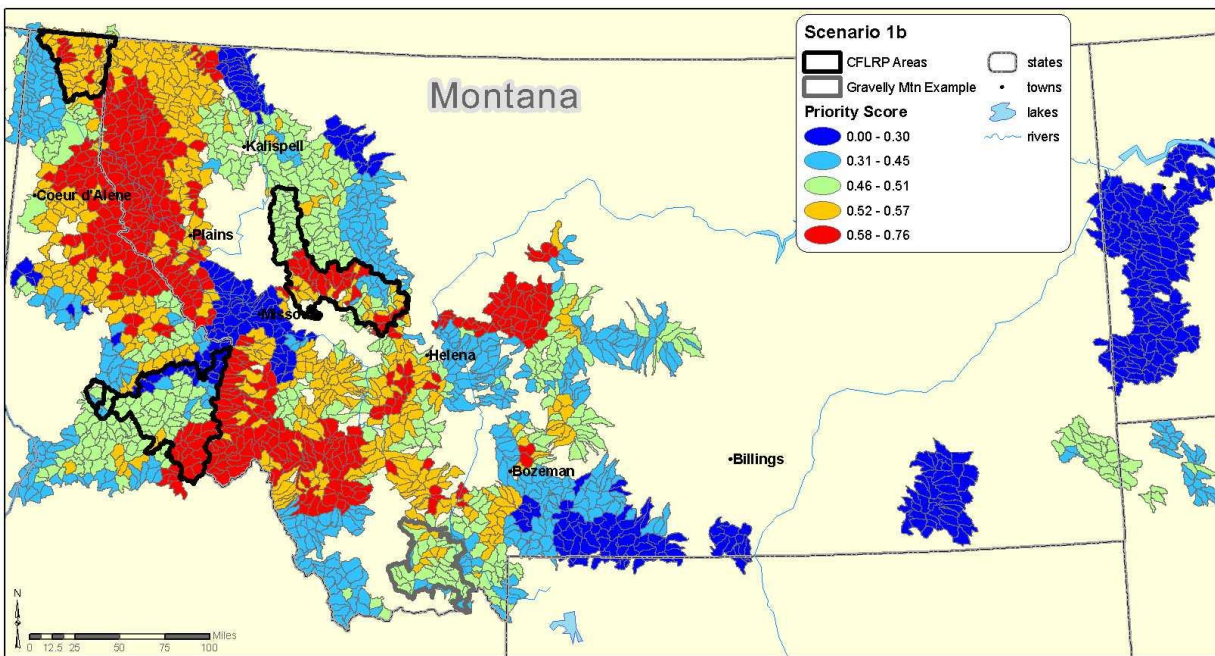 Scenario 1b
CFLRP Areas
Gravelly Mtn Example
Priority Score
0.00 - 0.30
0.31 - 0.45
0.46 - 0.51
0.52 - 0.57
0.58 - 0.76
states
towns
lakes
rivers
Montana
Kalispell
Coeur d'Alene
Plains
Helena
Bozeman
Billings
N
Miles
0 12.5 25 50 75 100